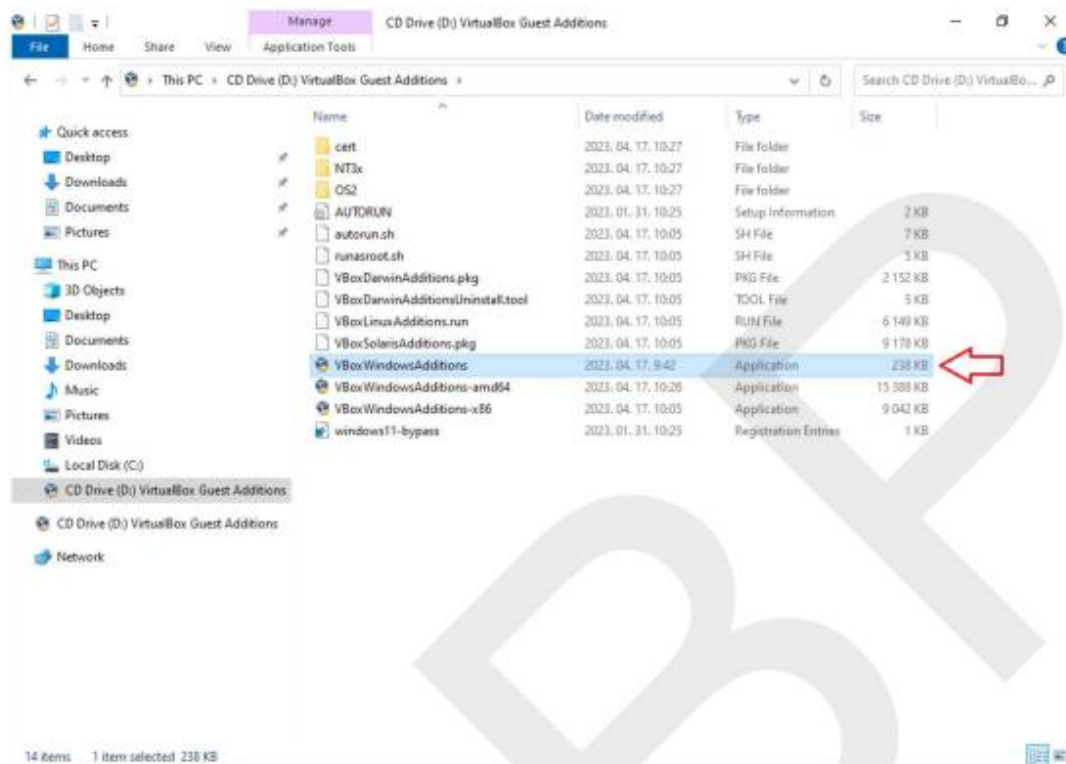 Manage CD Drive (D:) VirtualBox Guest Additions
File Home Share View Application Tools
This PC CD Drive (D:) VirtualBox Guest Additions Search CD Drive (D:) VirtualBo...
Name Date modified Type Size
Quick access
Desktop
Downloads
Documents
Pictures
This PC
3D Objects
Desktop
Documents
Downloads
Music
Pictures
Videos
Local Disk (C:)
CD Drive (D:) VirtualBox Guest Additions
CD Drive (D:) VirtualBox Guest Additions
Network
cert 2023. 04. 17. 10:27 File folder
NT3x 2023. 04. 17. 10:27 File folder
OS2 2023. 04. 17. 10:27 File folder
AUTORUN 2023. 01. 31. 10:25 Setup Information 2 KB
autorun.sh 2023. 04. 17. 10:05 SH File 7 KB
runasroot.sh 2023. 04. 17. 10:05 SH File 5 KB
VBoxDarwinAdditions.pkg 2023. 04. 17. 10:05 PKG File 2 152 KB
VBoxDarwinAdditionsUninstall.tool 2023. 04. 17. 10:05 TOOL File 5 KB
VBoxLinuxAdditions.run 2023. 04. 17. 10:05 RUN File 6 149 KB
VBoxSolarisAdditions.pkg 2023. 04. 17. 10:05 PKG File 9 178 KB
VBoxWindowsAdditions 2023. 04. 17. 9:42 Application 238 KB
VBoxWindowsAdditions-amd64 2023. 04. 17. 10:26 Application 15 388 KB
VBoxWindowsAdditions-x86 2023. 04. 17. 10:05 Application 9 042 KB
windows11-bypass 2023. 01. 31. 10:25 Registration Entries 1 KB
14 items 1 item selected 238 KB
BP